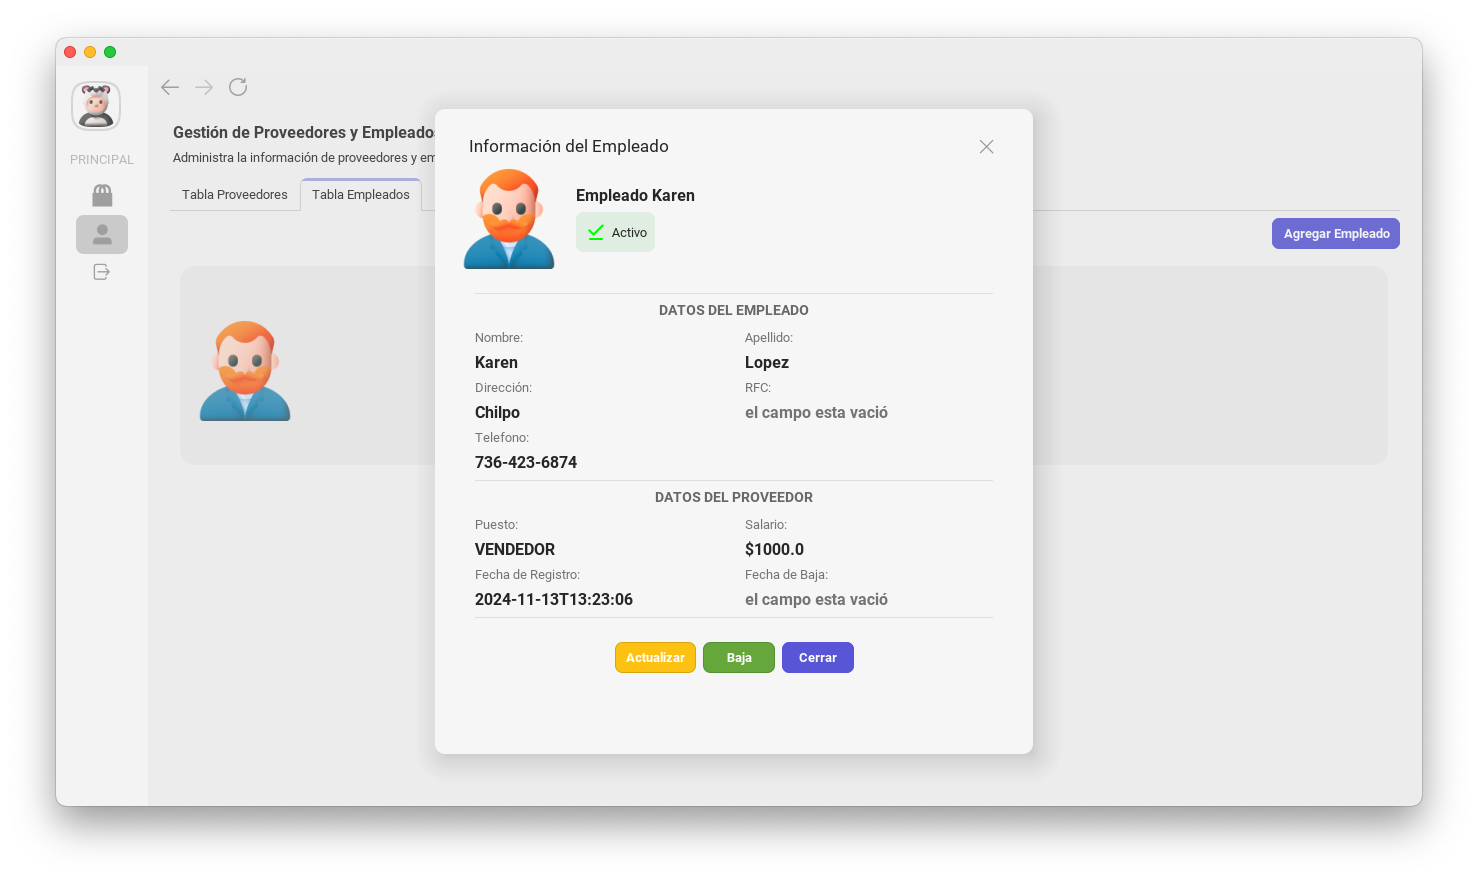 PRINCIPAL
Gestión de Proveedores y Empleados
Administra la información de proveedores y em
Tabla Proveedores
Tabla Empleados
Agregar Empleado
Información del Empleado
Empleado Karen
Activo
DATOS DEL EMPLEADO
Nombre:
Apellido:
Karen
Lopez
Dirección:
RFC:
Chilpo
el campo esta vació
Telefono:
736-423-6874
DATOS DEL PROVEEDOR
Puesto:
Salario:
VENDEDOR
$1000.0
Fecha de Registro:
Fecha de Baja:
2024-11-13T13:23:06
el campo esta vació
Actualizar
Baja
Cerrar